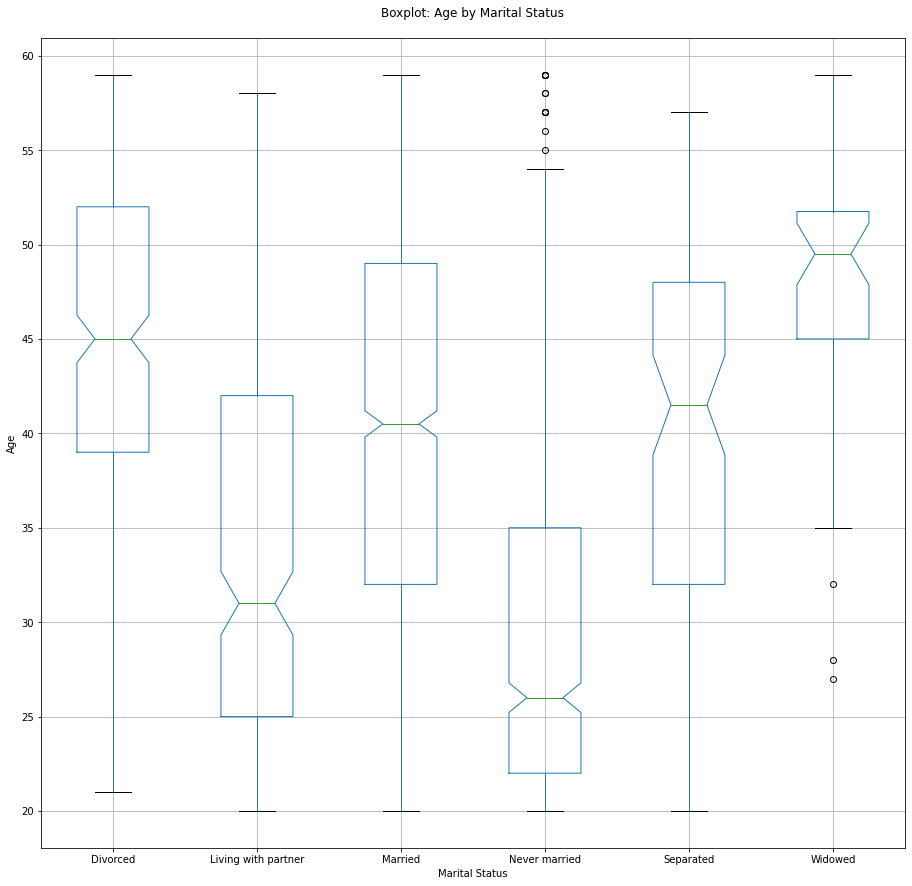 Boxplot: Age by Marital Status
60
55
50
45
40
35
30
25
20
Age
Divorced
Living with partner
Married
Never married
Separated
Widowed
Marital Status